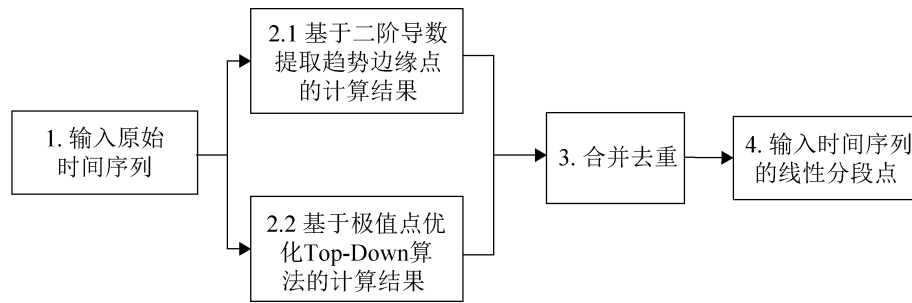 1. 输入原始
时间序列
2.1 基于二阶导数
提取趋势边缘点
的计算结果
2.2 基于极值点优
化Top-Down算
法的计算结果
3. 合并去重
4. 输入时间序列
的线性分段点